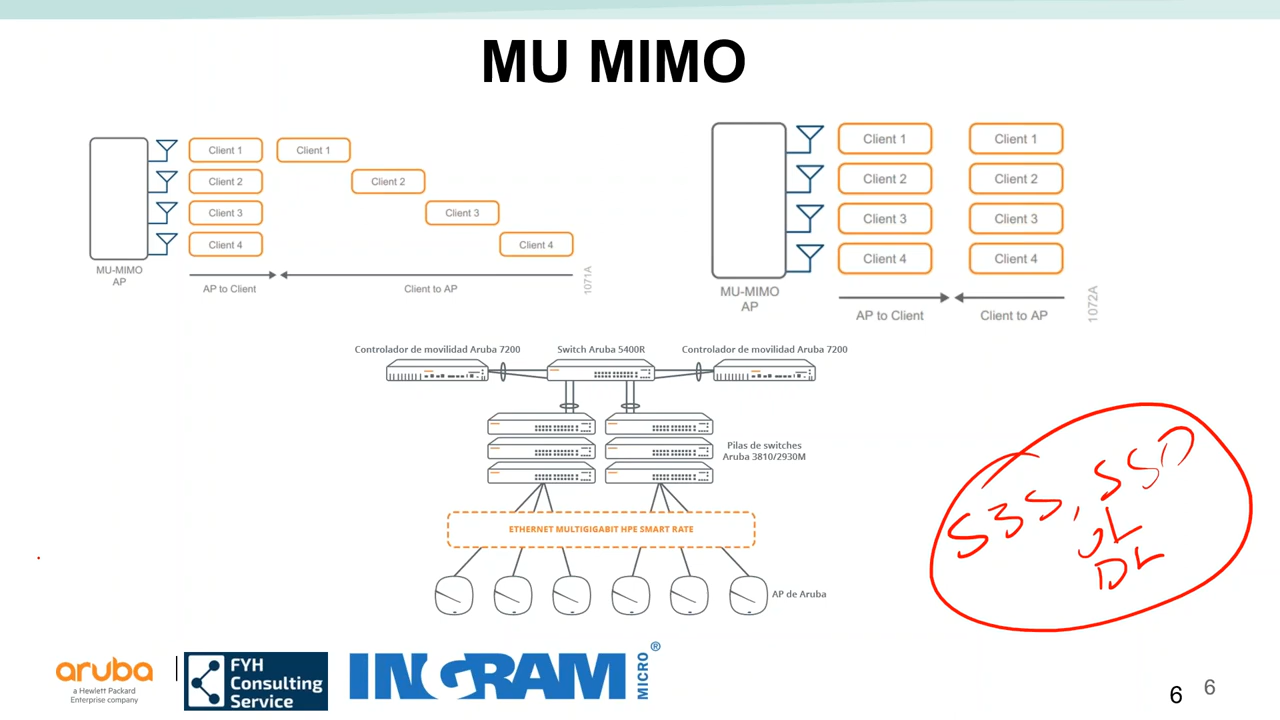 MU MIMO
Client 1 Client 1
Client 2 Client 2
Client 3 Client 3
Client 4 Client 4
MU-MIMO
AP
AP to Client Client to AP
1071A
Client 1 Client 1
Client 2 Client 2
Client 3 Client 3
Client 4 Client 4
MU-MIMO
AP
AP to Client Client to AP
1072A
Controlador de movilidad Aruba 7200 Switch Aruba 5400R Controlador de movilidad Aruba 7200
Pilas de switches
Aruba 3810/2930M
ETHERNET MULTIGIGABIT HPE SMART RATE
AP de Aruba
SSD
UL
DL
aruba
a Hewlett Packard
Enterprise company
FYH
Consulting
Service
INGRAM
MICRO®
6 6